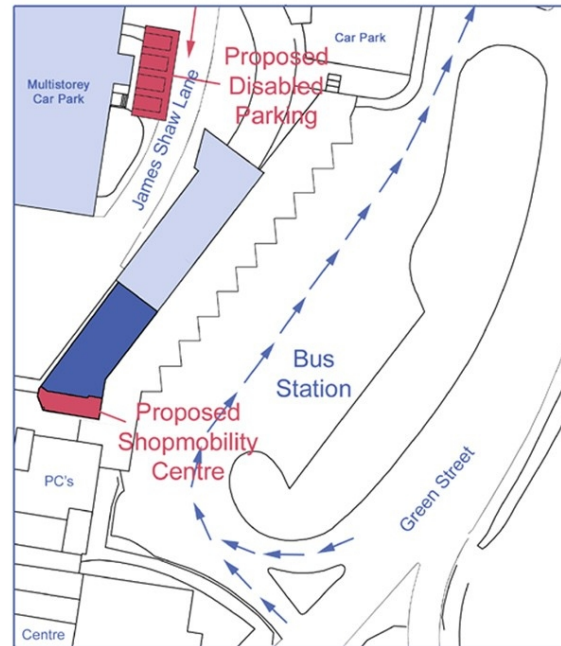 Car Park
Proposed
Disabled
Parking
Multistorey
Car Park
James Shaw Lane
Bus
Station
Proposed
Shopmobility
Centre
PC's
Green Street
Centre